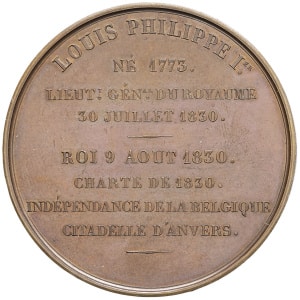 LOUIS PHILIPPE I.ER
NÉ 1773.
LIEUT: GÉN: DU ROYAUME
30 JUILLET 1830.
ROI 9 AOUT 1830.
CHARTE DE 1830.
INDÉPENDANCE DE LA BELGIQUE
CITADELLE D'ANVERS.